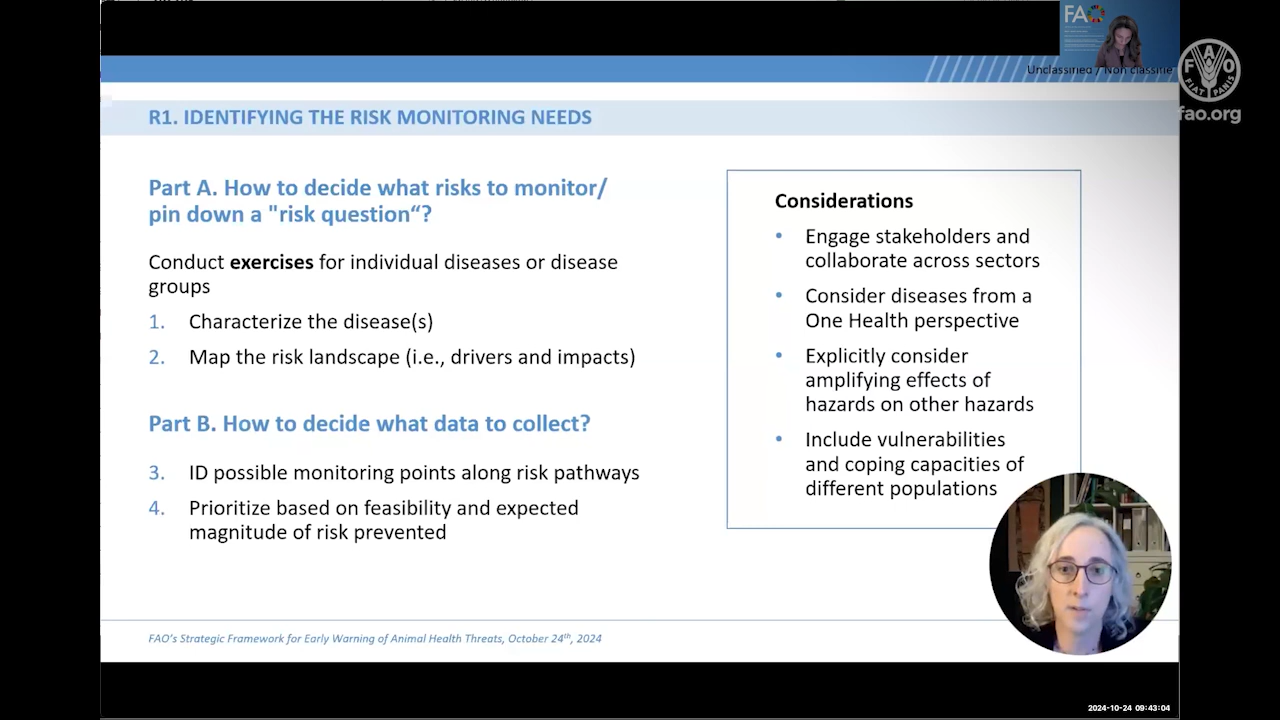 FAO
Unclassified / Non classifié
FAO
FIAT PANIS
fao.org
R1. IDENTIFYING THE RISK MONITORING NEEDS
Part A. How to decide what risks to monitor/
pin down a "risk question“?
Conduct exercises for individual diseases or disease
groups
1. Characterize the disease(s)
2. Map the risk landscape (i.e., drivers and impacts)
Part B. How to decide what data to collect?
3. ID possible monitoring points along risk pathways
4. Prioritize based on feasibility and expected
magnitude of risk prevented
Considerations
• Engage stakeholders and
collaborate across sectors
• Consider diseases from a
One Health perspective
• Explicitly consider
amplifying effects of
hazards on other hazards
• Include vulnerabilities
and coping capacities of
different populations
FAO's Strategic Framework for Early Warning of Animal Health Threats, October 24th, 2024
2024-10-24 09:43:04